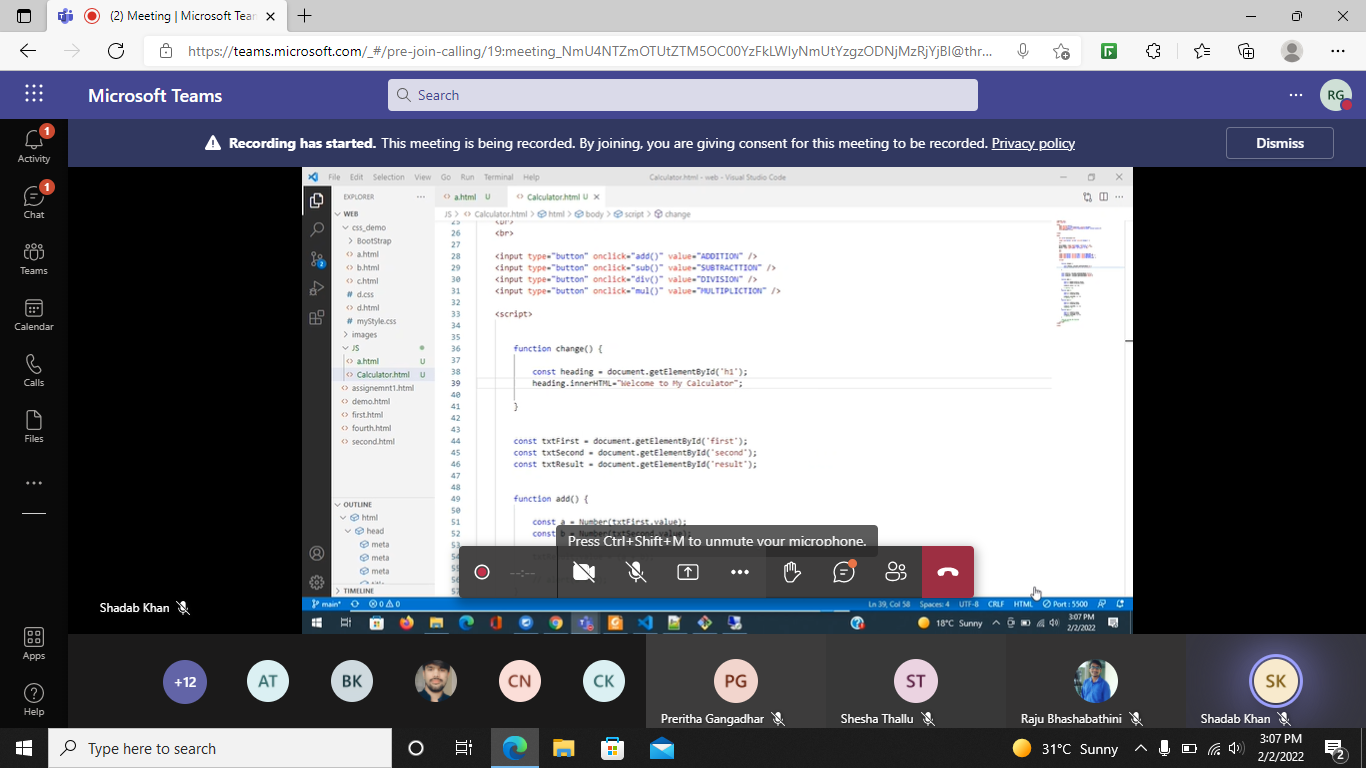 (2) Meeting | Microsoft Tear
https://teams.microsoft.com/_#/pre-join-calling/19:meeting_NmU4NTZmOTUtZTM5OC00YzFkLWIyNmUtYzgzODNjMzRjYjBl@thr...
Microsoft Teams
Search
RG
Recording has started. This meeting is being recorded. By joining, you are giving consent for this meeting to be recorded. Privacy policy
Dismiss
1
Activity
1
Chat
Teams
Calendar
Calls
Files
Apps
Help
File Edit Selection View Go Run Terminal Help
Calculator.html - web - Visual Studio Code
EXPLORER
WEB
css_demo
BootStrap
a.html
b.html
c.html
d.css
d.html
myStyle.css
images
JS
a.html U
Calculator.html U
assignemnt1.html
demo.html
first.html
fourth.html
second.html
OUTLINE
html
head
meta
meta
meta
TIMELINE
a.html U
Calculator.html U
JS > Calculator.html > html > body > script > change
25 <br>
26 <br>
27
28 <input type="button" onclick="add()" value="ADDITION" />
29 <input type="button" onclick="sub()" value="SUBTRACTTION" />
30 <input type="button" onclick="div()" value="DIVISION" />
31 <input type="button" onclick="mul()" value="MULTIPLICTION" />
32
33 <script>
34
35
36 function change() {
37
38 const heading = document.getElementById('h1');
39 heading.innerHTML="Welcome to My Calculator";
40
41 }
42
43
44 const txtFirst = document.getElementById('first');
45 const txtSecond = document.getElementById('second');
46 const txtResult = document.getElementById('result');
47
48
49 function add() {
50
51 const a = Number(txtFirst.value);
52 const b = Number(txtSecond.value);
53
Press Ctrl+Shift+M to unmute your microphone.
--:--
main*
0 0
Ln 39, Col 58 Spaces: 4 UTF-8 CRLF HTML Port : 5500
18°C Sunny
3:07 PM
2/2/2022
Shadab Khan
+12
AT
BK
CN
CK
PG
Preritha Gangadhar
ST
Shesha Thallu
Raju Bhashabathini
SK
Shadab Khan
Type here to search
31°C Sunny
3:07 PM
2/2/2022
2